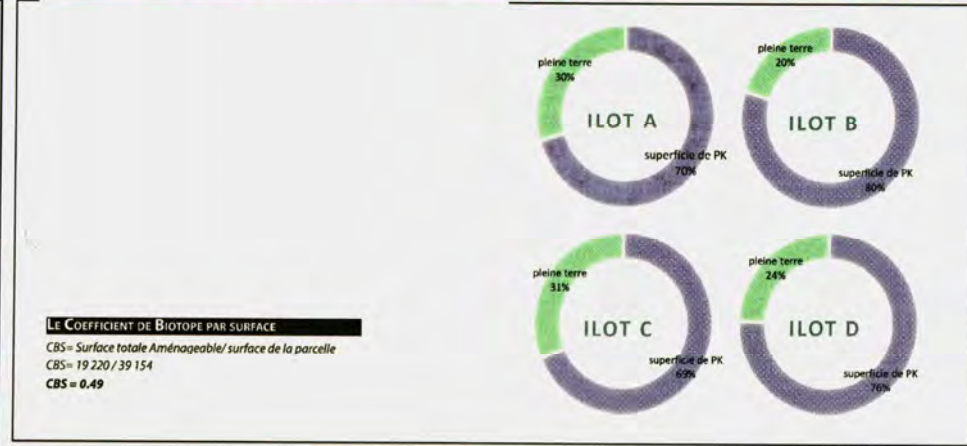 pleine terre
30%
ILOT A
superficie de PK
70%
pleine terre
20%
ILOT B
superficie de PK
80%
pleine terre
31%
ILOT C
superficie de PK
69%
pleine terre
24%
ILOT D
superficie de PK
76%
LE COEFFICIENT DE BIOTOPE PAR SURFACE
CBS= Surface totale Aménageable/ surface de la parcelle
CBS= 19 220 / 39 154
CBS = 0.49